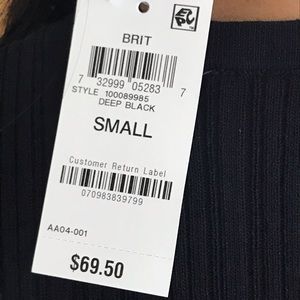 BRIT
7 32999 05283 7
STYLE 100089985
DEEP BLACK
SMALL
Customer Return Label
070983839799
AA04-001
$69.50